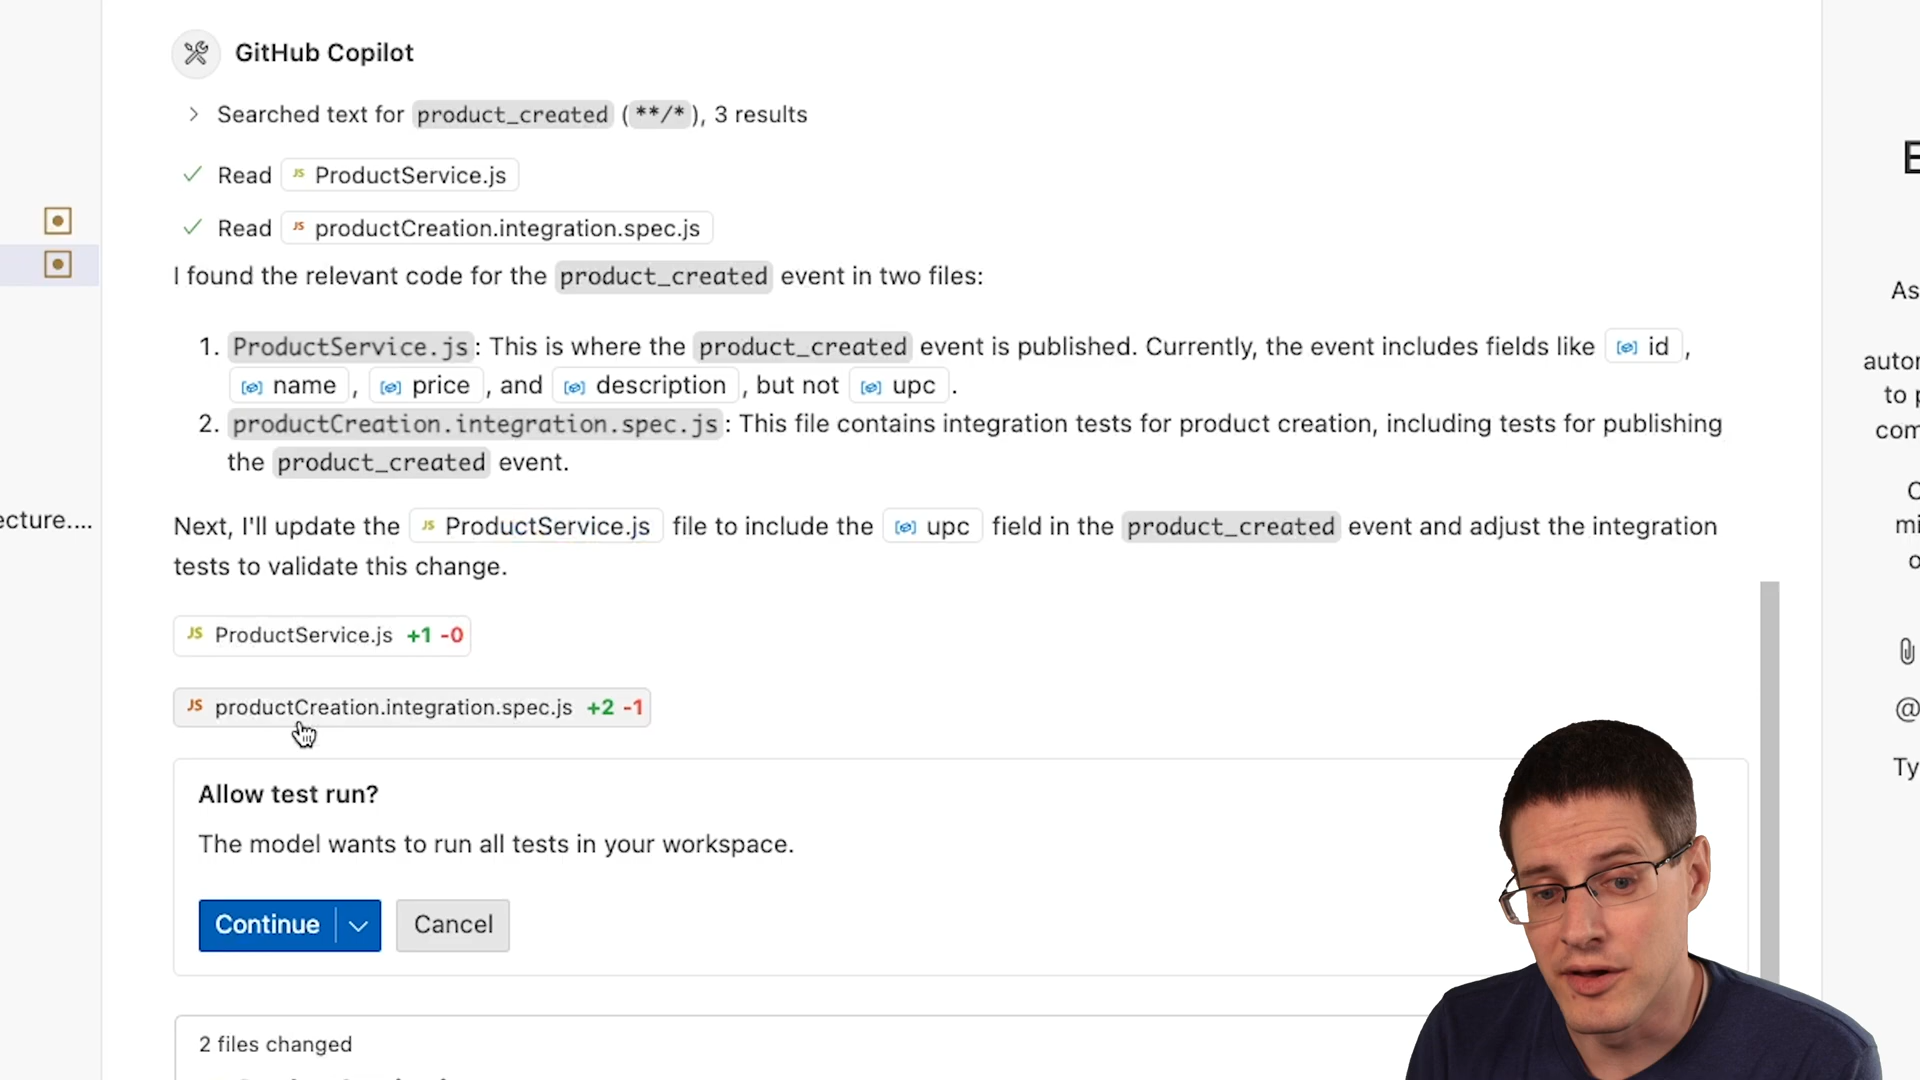 GitHub Copilot
Searched text for product_created (**/*), 3 results
Read JS ProductService.js
Read JS productCreation.integration.spec.js
I found the relevant code for the product_created event in two files:
1. ProductService.js: This is where the product_created event is published. Currently, the event includes fields like id ,
name , price , and description , but not upc .
2. productCreation.integration.spec.js: This file contains integration tests for product creation, including tests for publishing
the product_created event.
Next, I'll update the JS ProductService.js file to include the upc field in the product_created event and adjust the integration
tests to validate this change.
JS ProductService.js +1 -0
JS productCreation.integration.spec.js +2 -1
Allow test run?
The model wants to run all tests in your workspace.
Continue Cancel
2 files changed
ecture....
As
autor
to
com
mi
@
Ty